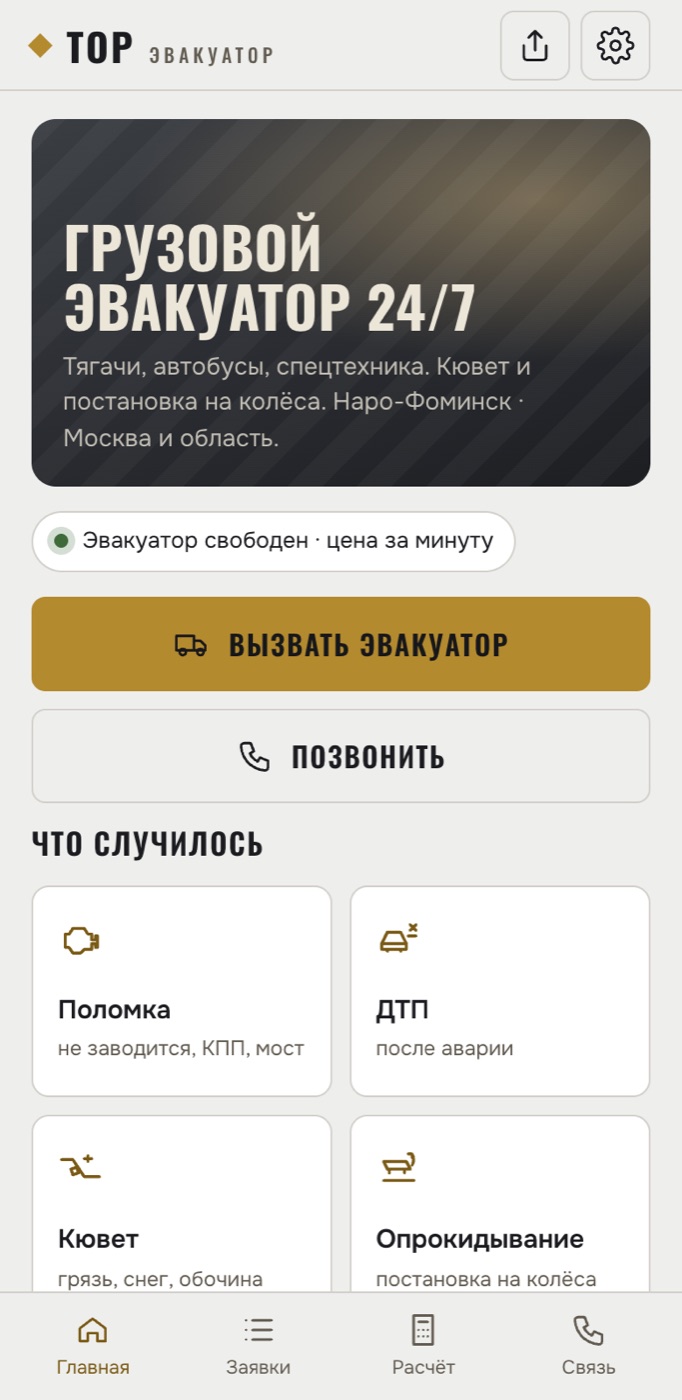 TOP ЭВАКУАТОР
ГРУЗОВОЙ
ЭВАКУАТОР 24/7
Тягачи, автобусы, спецтехника. Кювет и
постановка на колёса. Наро-Фоминск ·
Москва и область.
Эвакуатор свободен · цена за минуту
ВЫЗВАТЬ ЭВАКУАТОР
ПОЗВОНИТЬ
ЧТО СЛУЧИЛОСЬ
Поломка
не заводится, КПП, мост
ДТП
после аварии
Кювет
грязь, снег, обочина
Опрокидывание
постановка на колёса
Главная
Заявки
Расчёт
Связь